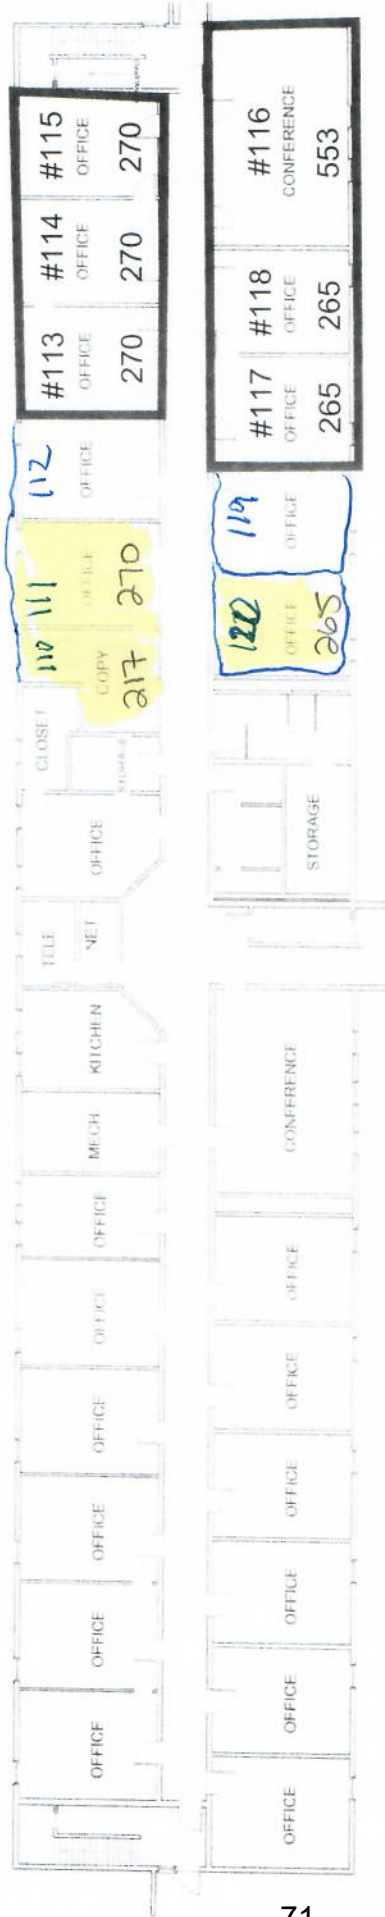 #115
OFFICE
270
#114
OFFICE
270
#113
OFFICE
270
112
OFFICE
111
OFFICE
270
110
COPY
217
CLOSET
STORAGE
OFFICE
TELE
NET
KITCHEN
MECH
OFFICE
OFFICE
OFFICE
OFFICE
OFFICE
OFFICE
#116
CONFERENCE
553
#118
OFFICE
265
#117
OFFICE
265
119
OFFICE
OFFICE
265
STORAGE
CONFERENCE
OFFICE
OFFICE
OFFICE
OFFICE
OFFICE
OFFICE
71